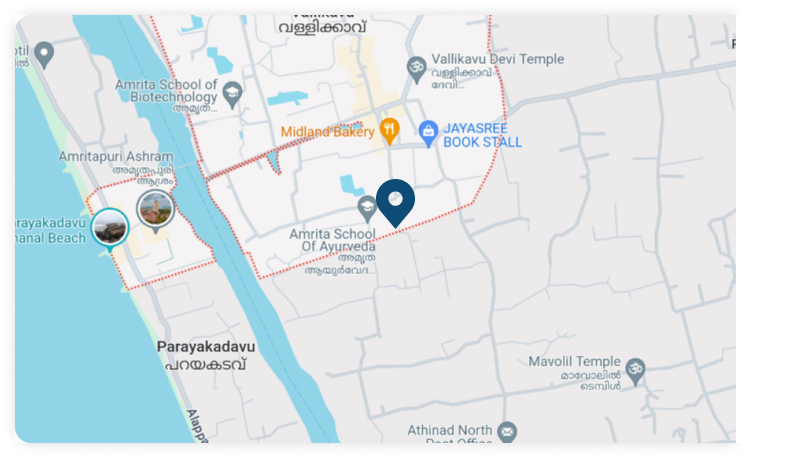 Vallikavu
വള്ളിക്കാവ്
otil
ൽ
Vallikavu Devi Temple
വള്ളിക്കാവ്
ദേവി...
Amrita School of
Biotechnology
അമൃത...
Midland Bakery
JAYASREE
BOOK STALL
Amritapuri Ashram
അമൃതപുരി
ആശ്രം
arayakadavu
hanal Beach
Amrita School
Of Ayurveda
അമൃത
ആയുർവേദ...
Parayakadavu
പറയകടവ്
Mavolil Temple
മാവോലിൽ
ടെമ്പിൾ
Alapp
Athinad North
Post Office